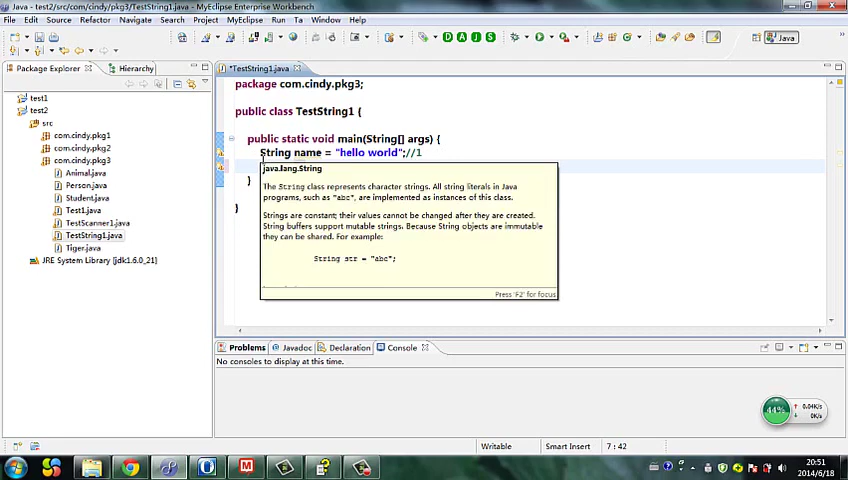 Java - test2/src/com/cindy/pkg3/TestString1.java - MyEclipse Enterprise Workbench
File Edit Source Refactor Navigate Search Project MyEclipse Run Ta Window Help
Java
Package Explorer Hierarchy
*TestString1.java
test1
test2
src
com.cindy.pkg1
com.cindy.pkg2
com.cindy.pkg3
Animal.java
Person.java
Student.java
Test1.java
TestScanner1.java
TestString1.java
Tiger.java
JRE System Library [jdk1.6.0_21]
package com.cindy.pkg3;
public class TestString1 {
public static void main(String[] args) {
String name = "hello world";//1
}
}
java.lang.String
The String class represents character strings. All string literals in Java
programs, such as "abc", are implemented as instances of this class.
Strings are constant; their values cannot be changed after they are created.
String buffers support mutable strings. Because String objects are immutable
they can be shared. For example:
String str = "abc";
Press 'F2' for focus
Problems Javadoc Declaration Console
No consoles to display at this time.
44%
0.04K/s
0K/s
Writable Smart Insert 7 : 42
20:51
2014/6/18